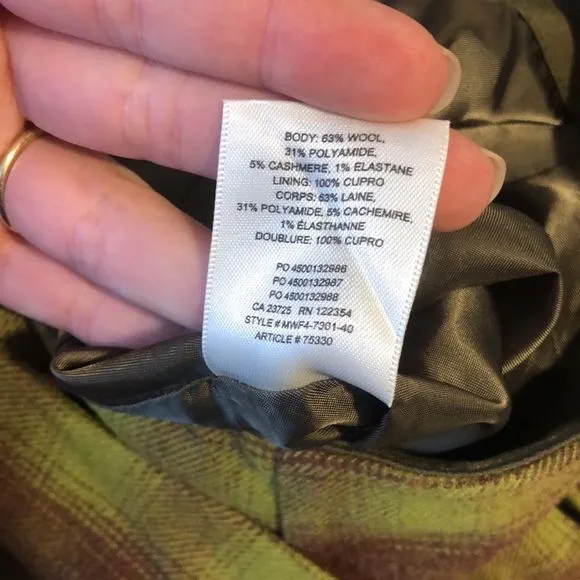 BODY: 63% WOOL,
31% POLYAMIDE,
5% CASHMERE, 1% ELASTANE
LINING: 100% CUPRO
CORPS: 63% LAINE,
31% POLYAMIDE, 5% CACHEMIRE,
1% ÉLASTHANNE
DOUBLURE: 100% CUPRO
PO 4500132986
PO 4500132987
PO 4500132988
CA 23725 RN 122354
STYLE # MWF4-7301-40
ARTICLE # 75330